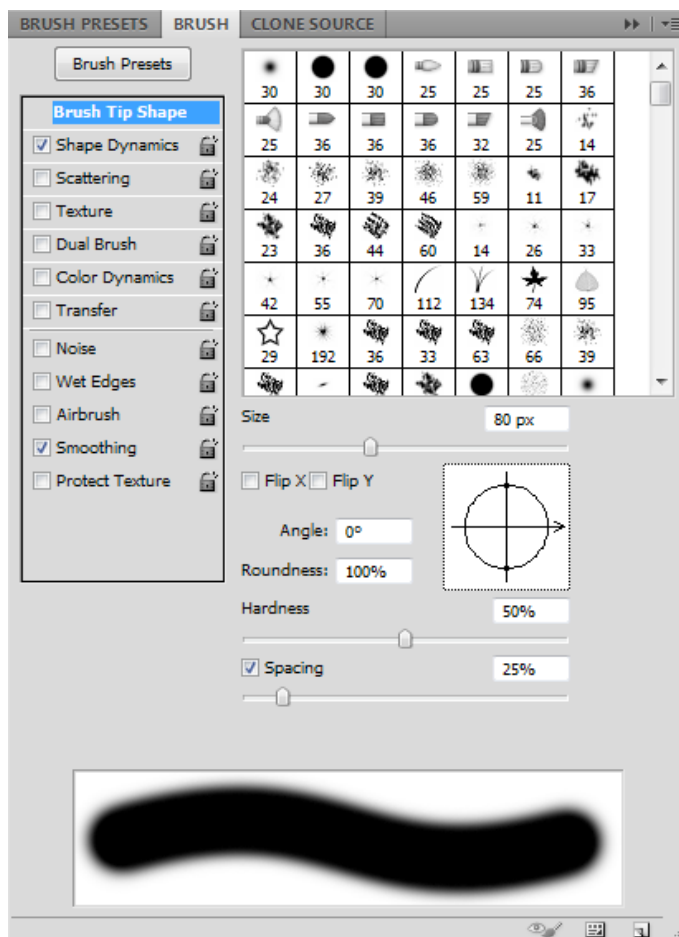 BRUSH PRESETS BRUSH CLONE SOURCE
Brush Presets
Brush Tip Shape
Shape Dynamics
Scattering
Texture
Dual Brush
Color Dynamics
Transfer
Noise
Wet Edges
Airbrush
Smoothing
Protect Texture
30 30 30 25 25 25 36
25 36 36 36 32 25 14
24 27 39 46 59 11 17
23 36 44 60 14 26 33
42 55 70 112 134 74 95
29 192 36 33 63 66 39
Size 80 px
Flip X Flip Y
Angle: 0°
Roundness: 100%
Hardness 50%
Spacing 25%